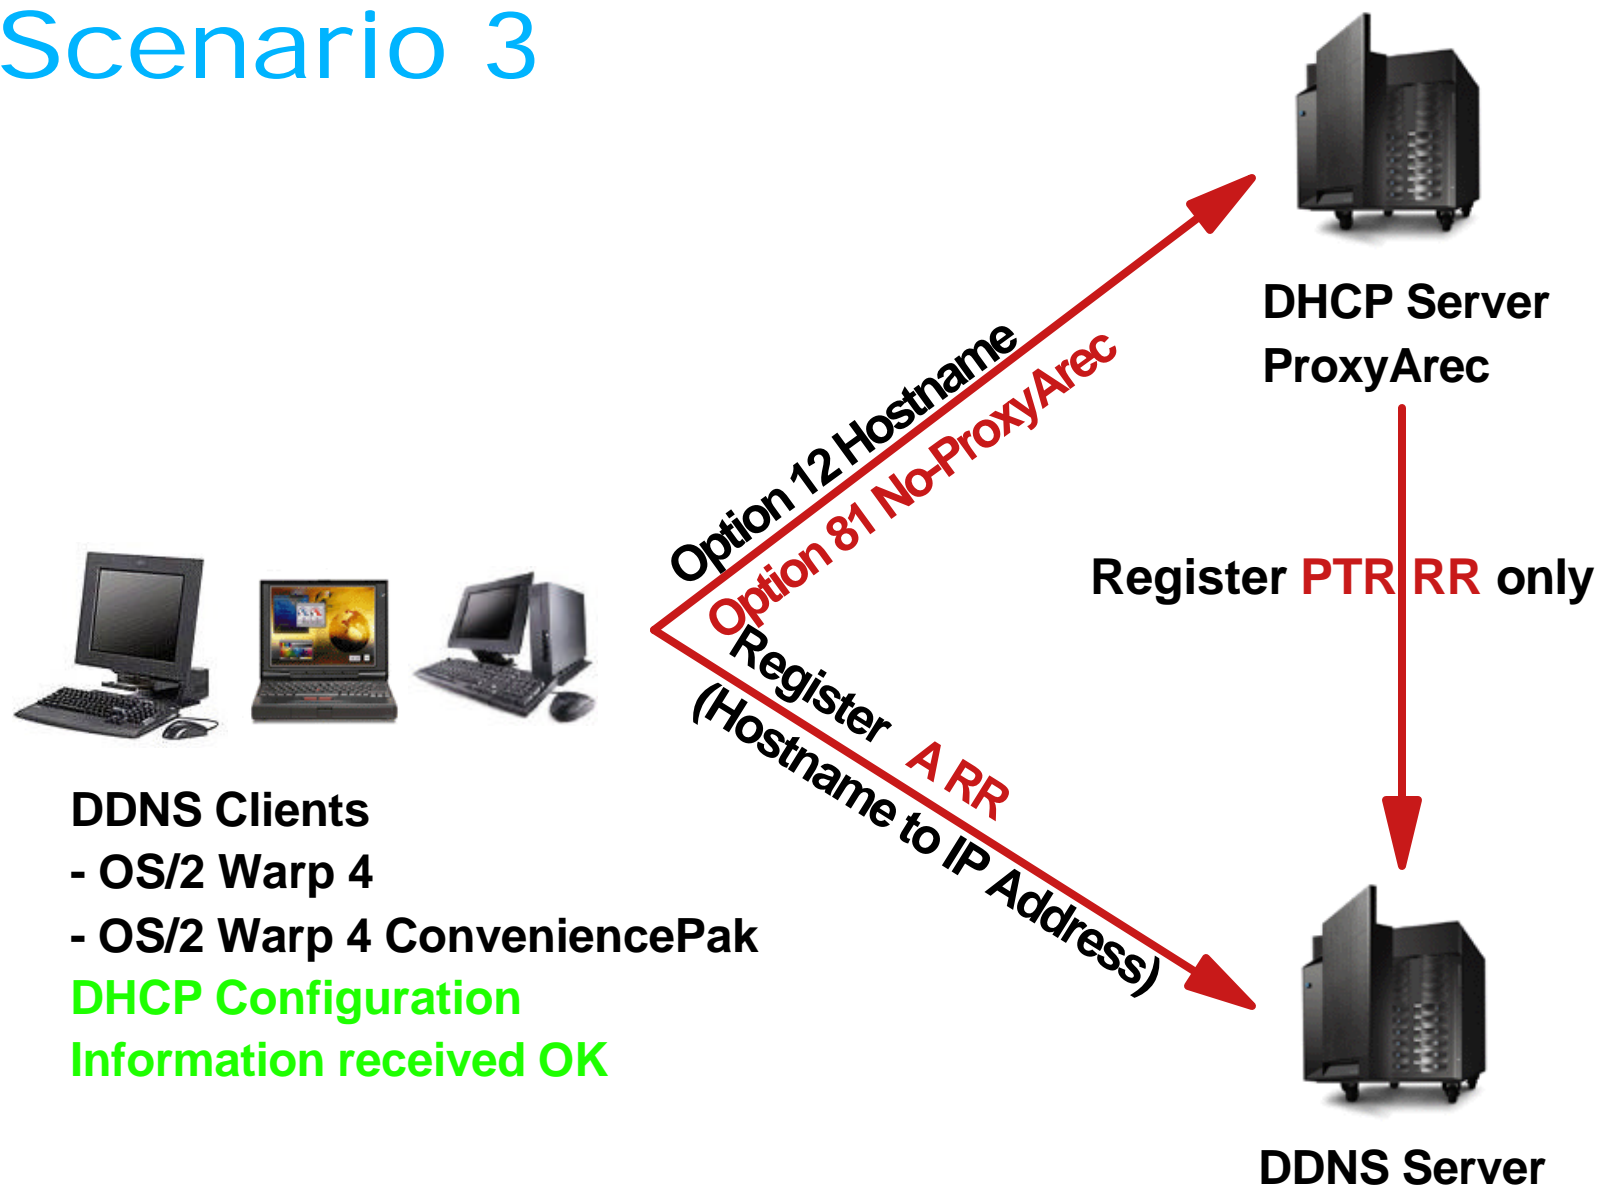 Scenario 3
DHCP Server
ProxyArec
Option 12 Hostname
Option 81 No-ProxyArec
Register PTR RR only
Register A RR
(Hostname to IP Address)
DDNS Clients
- OS/2 Warp 4
- OS/2 Warp 4 ConveniencePak
DHCP Configuration
Information received OK
DDNS Server